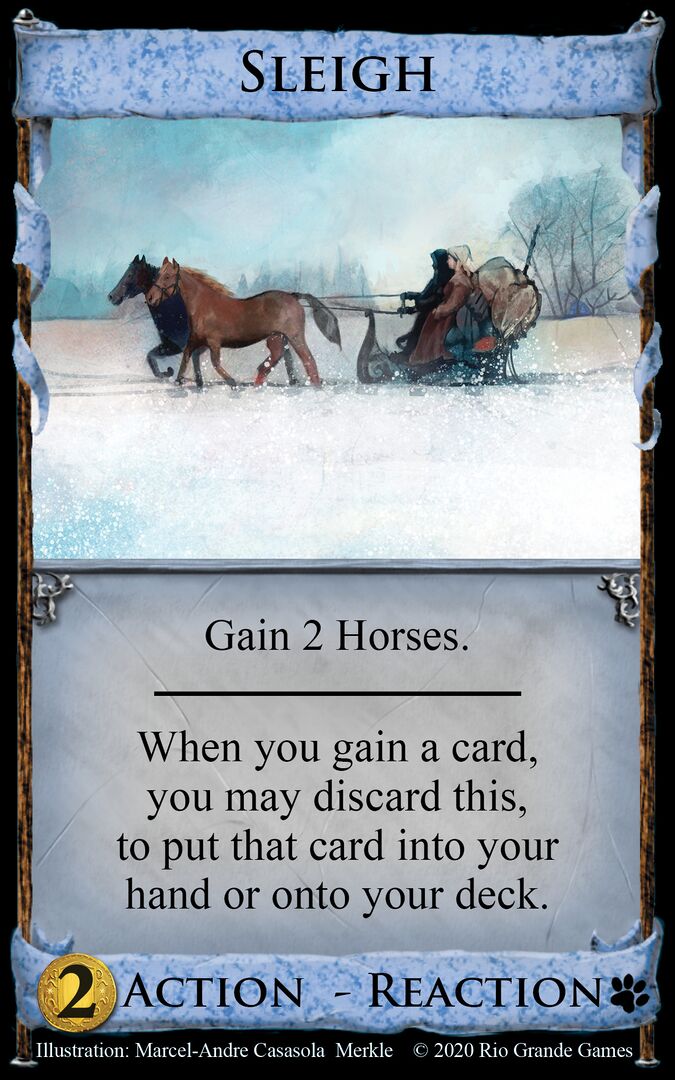 Sleigh
Gain 2 Horses.
When you gain a card,
you may discard this,
to put that card into your
hand or onto your deck.
2 Action - Reaction
Illustration: Marcel-Andre Casasola Merkle © 2020 Rio Grande Games